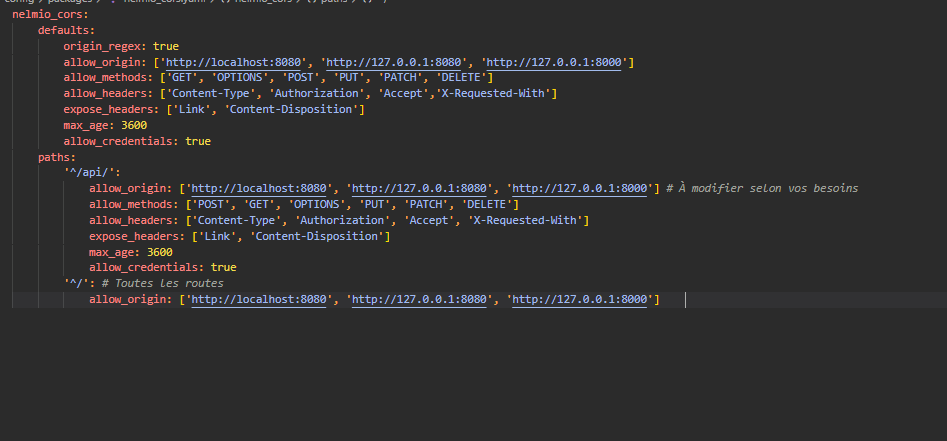 nelmio_cors:
    defaults:
        origin_regex: true
        allow_origin: ['http://localhost:8080', 'http://127.0.0.1:8080', 'http://127.0.0.1:8000']
        allow_methods: ['GET', 'OPTIONS', 'POST', 'PUT', 'PATCH', 'DELETE']
        allow_headers: ['Content-Type', 'Authorization', 'Accept','X-Requested-With']
        expose_headers: ['Link', 'Content-Disposition']
        max_age: 3600
        allow_credentials: true
    paths:
        '^/api/':
            allow_origin: ['http://localhost:8080', 'http://127.0.0.1:8080', 'http://127.0.0.1:8000'] # À modifier selon vos besoins
            allow_methods: ['POST', 'GET', 'OPTIONS', 'PUT', 'PATCH', 'DELETE']
            allow_headers: ['Content-Type', 'Authorization', 'Accept', 'X-Requested-With']
            expose_headers: ['Link', 'Content-Disposition']
            max_age: 3600
            allow_credentials: true
        '^/': # Toutes les routes
            allow_origin: ['http://localhost:8080', 'http://127.0.0.1:8080', 'http://127.0.0.1:8000']